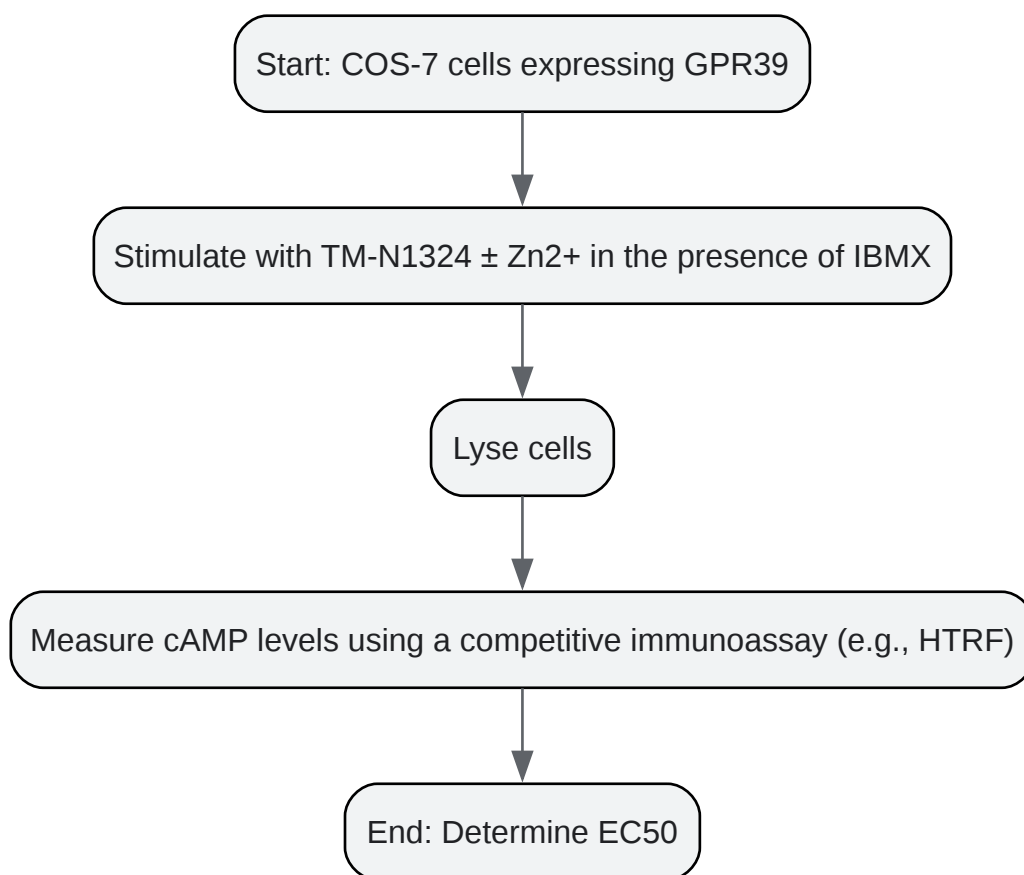 Start: COS-7 cells expressing GPR39
Stimulate with TM-N1324 ± Zn2+ in the presence of IBMX
Lyse cells
Measure cAMP levels using a competitive immunoassay (e.g., HTRF)
End: Determine EC50